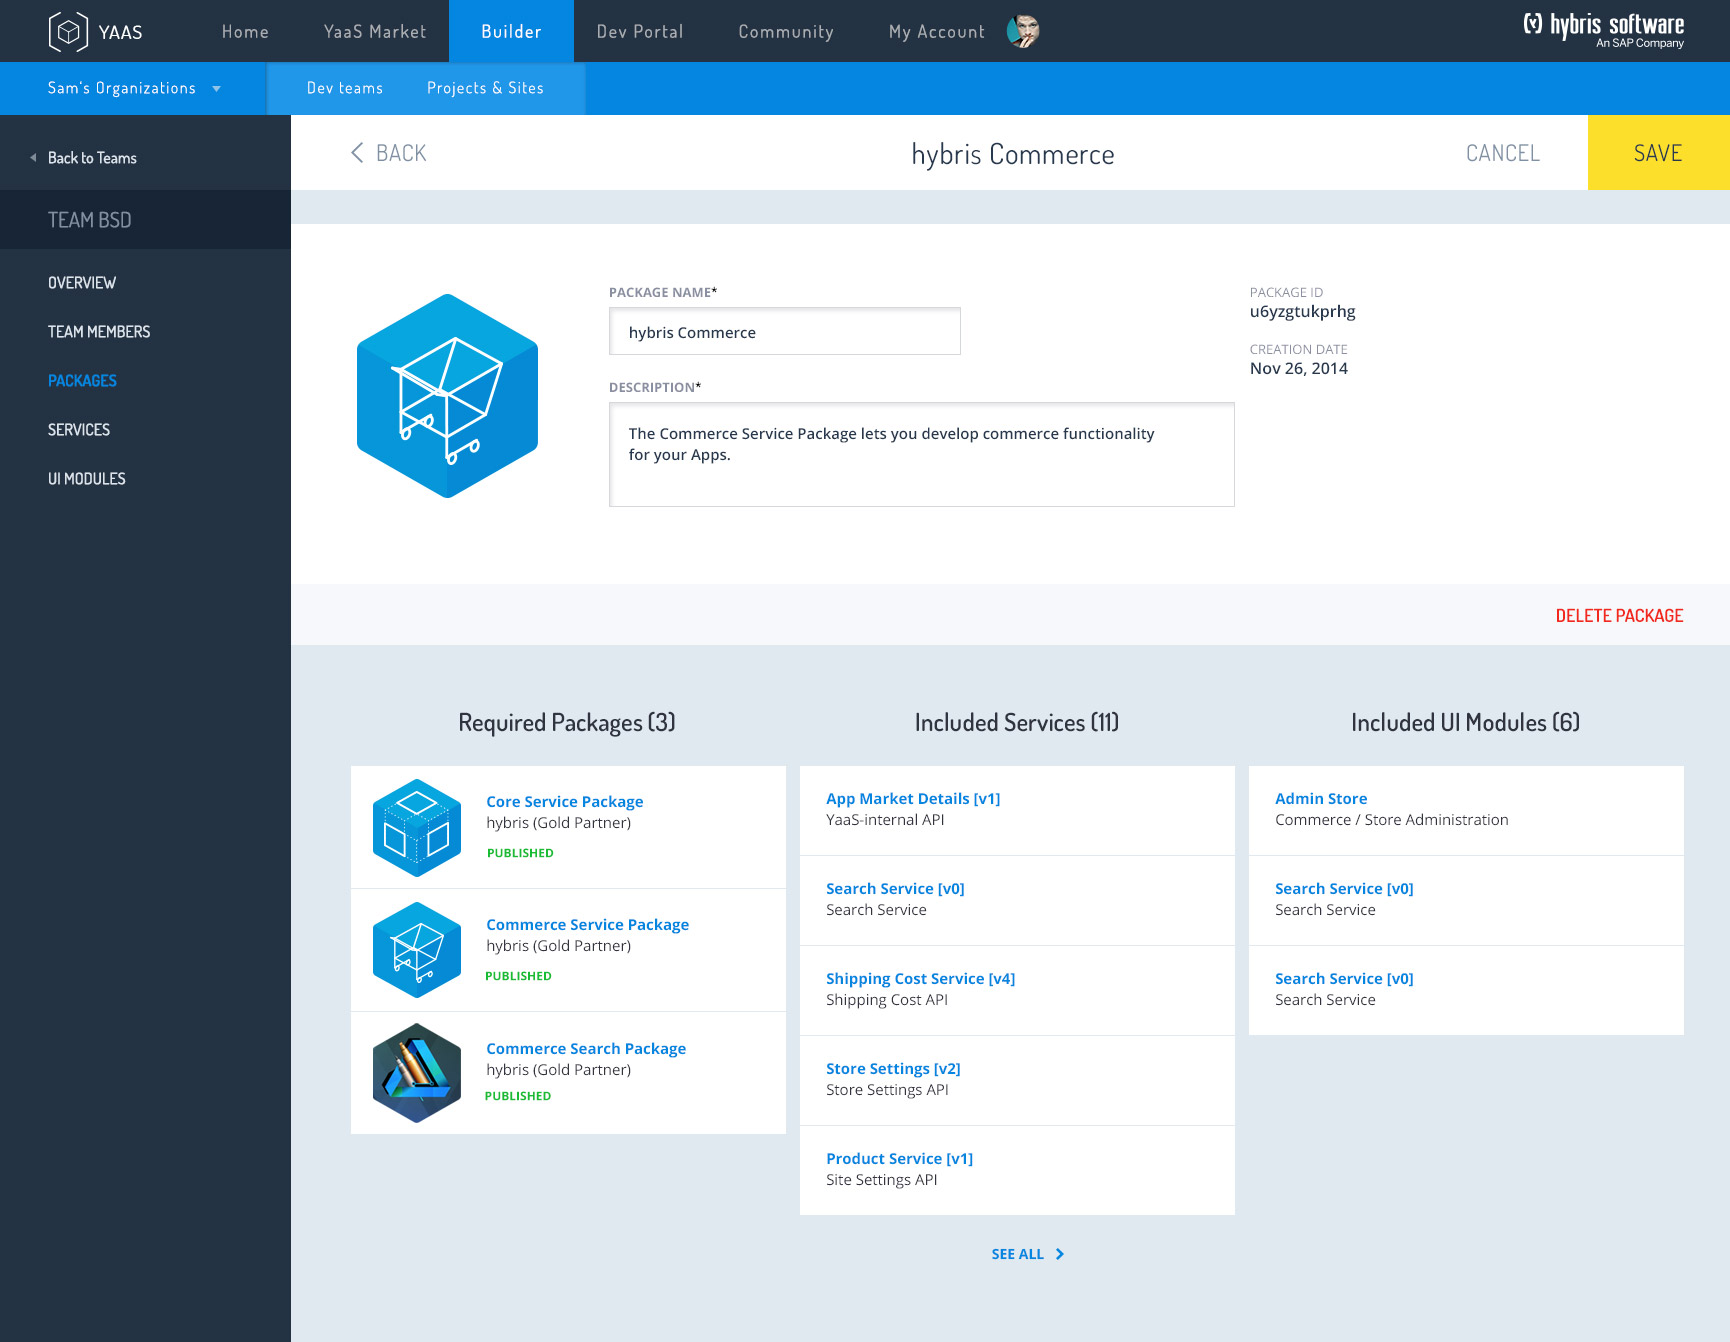 YAAS
Home
YaaS Market
Builder
Dev Portal
Community
My Account
hybris software
An SAP Company
Sam's Organizations
Dev teams
Projects & Sites
Back to Teams
TEAM BSD
OVERVIEW
TEAM MEMBERS
PACKAGES
SERVICES
UI MODULES
BACK
hybris Commerce
CANCEL
SAVE
PACKAGE NAME*
hybris Commerce
DESCRIPTION*
The Commerce Service Package lets you develop commerce functionality
for your Apps.
PACKAGE ID
u6yzgtukprhg
CREATION DATE
Nov 26, 2014
DELETE PACKAGE
Required Packages (3)
Core Service Package
hybris (Gold Partner)
PUBLISHED
Commerce Service Package
hybris (Gold Partner)
PUBLISHED
Commerce Search Package
hybris (Gold Partner)
PUBLISHED
Included Services (11)
App Market Details [v1]
YaaS-internal API
Search Service [v0]
Search Service
Shipping Cost Service [v4]
Shipping Cost API
Store Settings [v2]
Store Settings API
Product Service [v1]
Site Settings API
SEE ALL
Included UI Modules (6)
Admin Store
Commerce / Store Administration
Search Service [v0]
Search Service
Search Service [v0]
Search Service